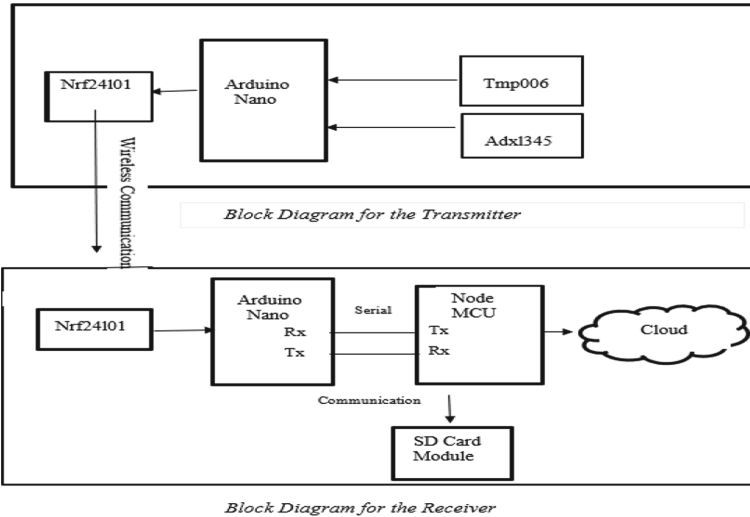 Nrf24101
Arduino
Nano
Tmp006
Adxl345
Wireless Communication
Block Diagram for the Transmitter
Nrf24101
Arduino
Nano
Rx
Tx
Serial
Communication
Node
MCU
Tx
Rx
Cloud
SD Card
Module
Block Diagram for the Receiver